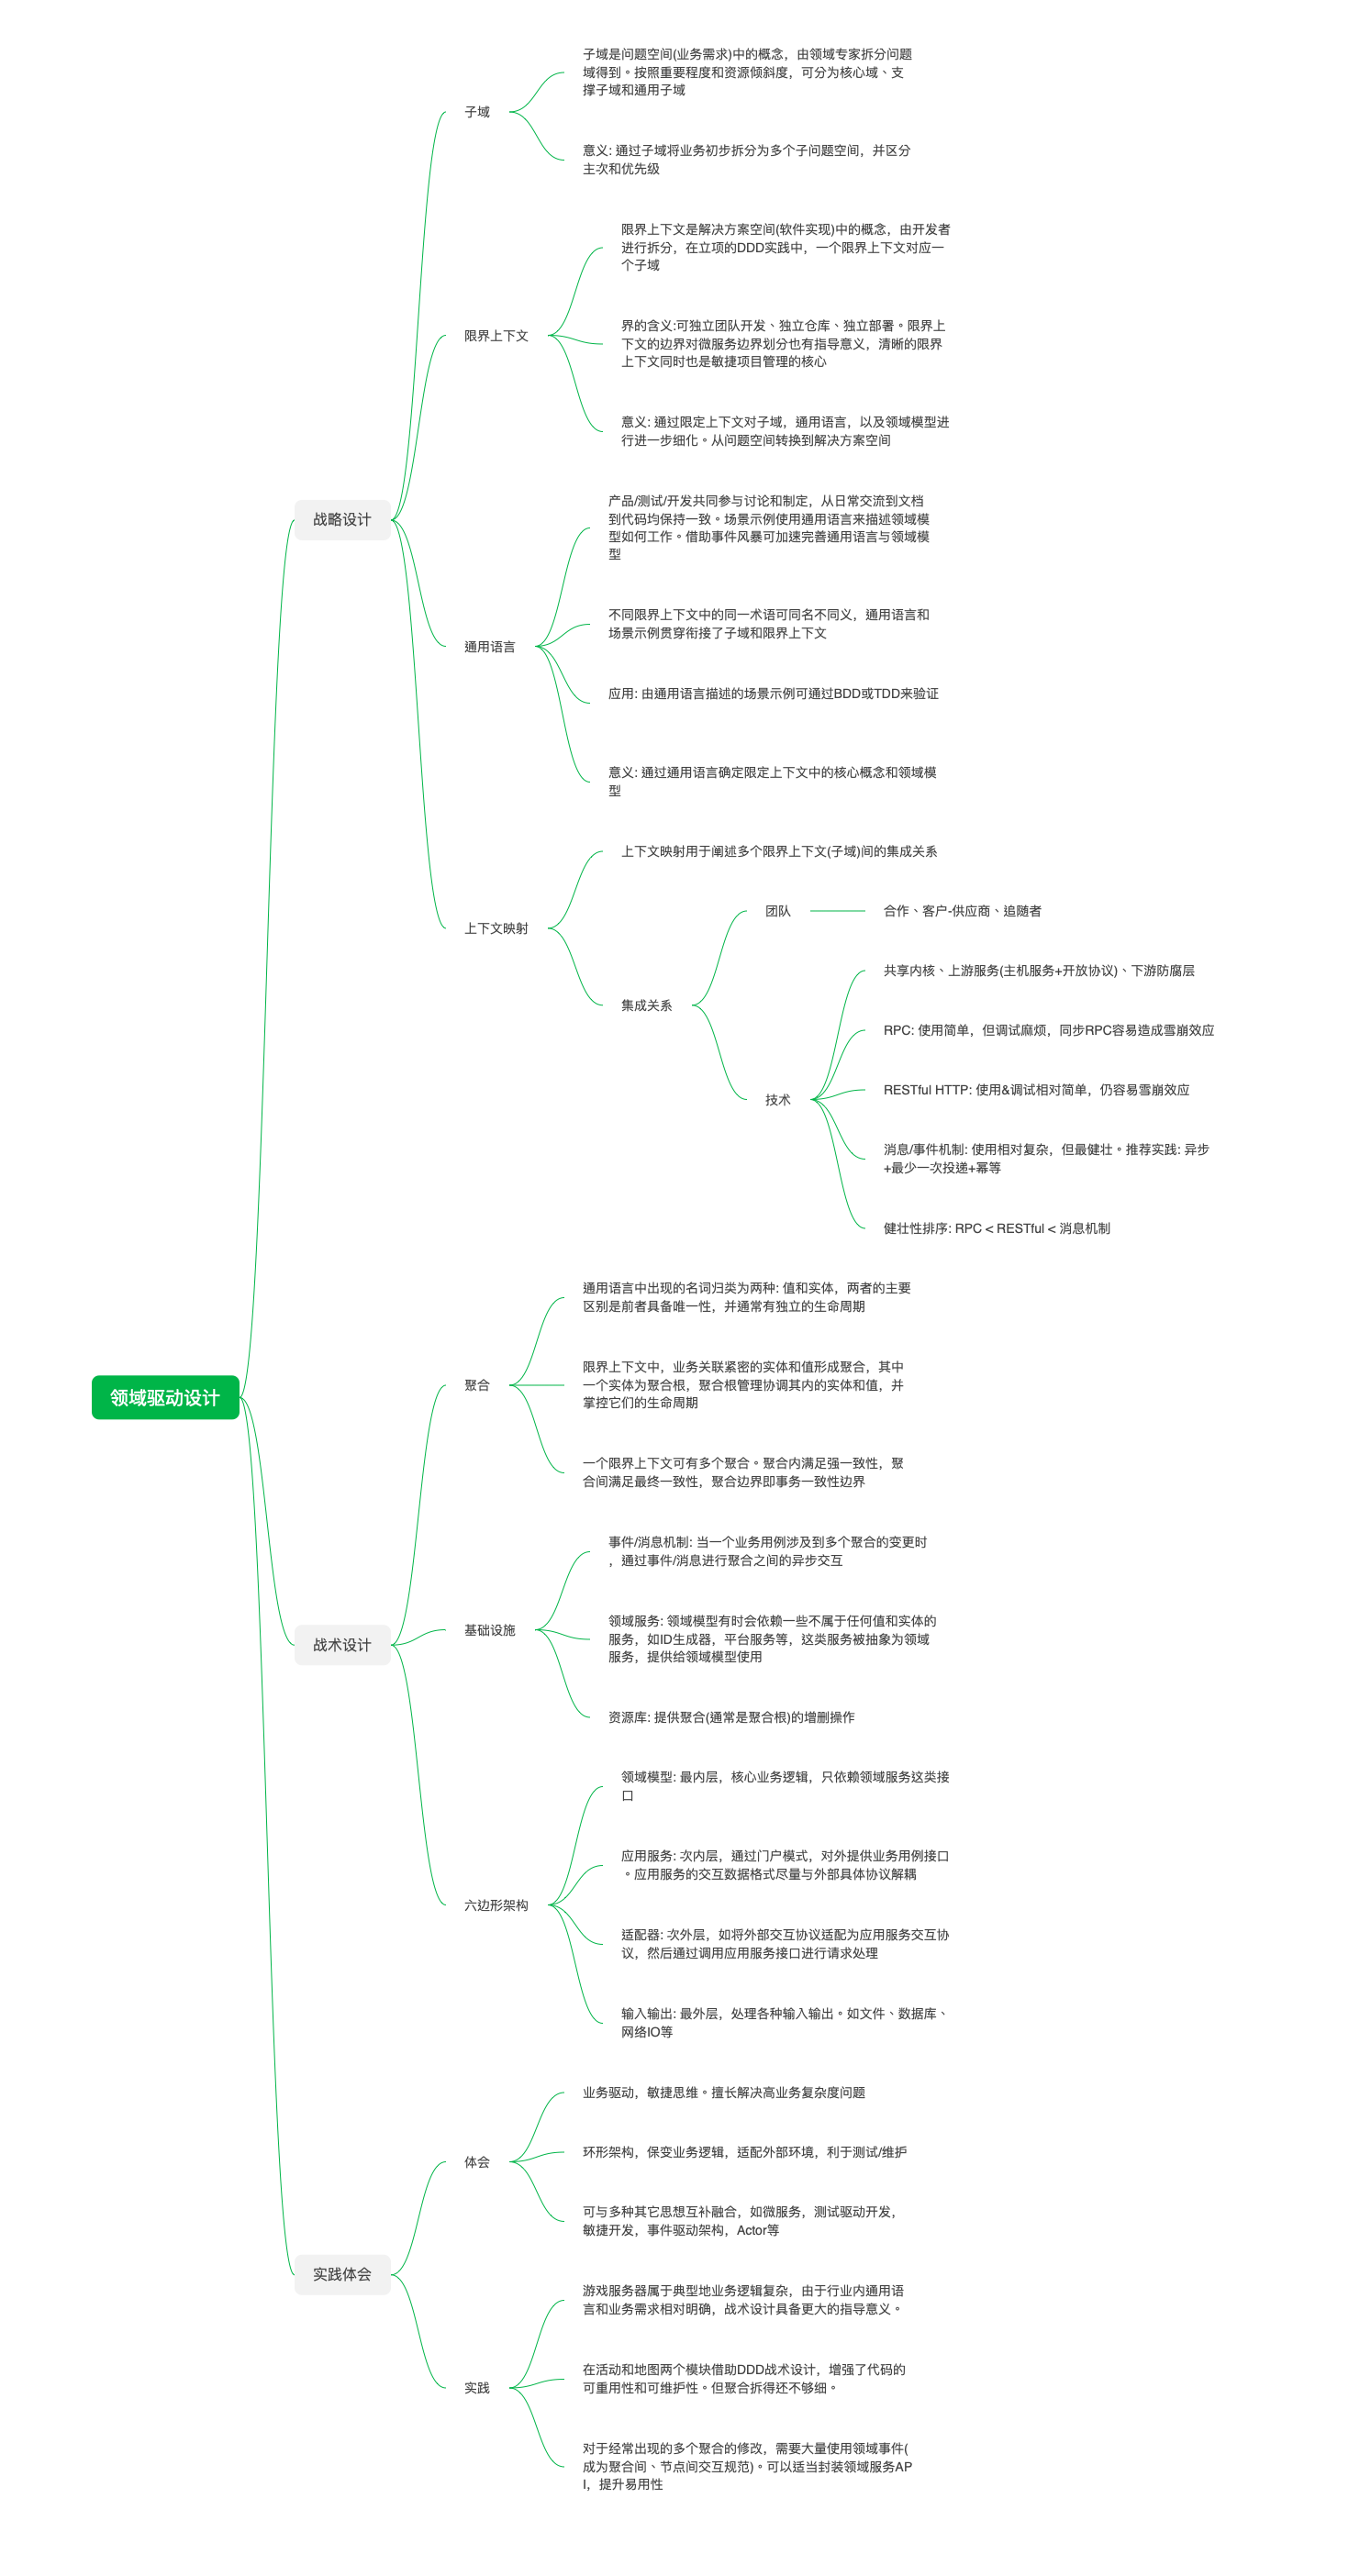 子域是问题空间(业务需求)中的概念，由领域专家拆分问题
域得到。按照重要程度和资源倾斜度，可分为核心域、支
撑子域和通用子域
子域
意义: 通过子域将业务初步拆分为多个子问题空间，并区分
主次和优先级
限界上下文是解决方案空间(软件实现)中的概念，由开发者
进行拆分，在立项的DDD实践中，一个限界上下文对应一
个子域
限界上下文
界的含义:可独立团队开发、独立仓库、独立部署。限界上
下文的边界对微服务边界划分也有指导意义，清晰的限界
上下文同时也是敏捷项目管理的核心
意义: 通过限定上下文对子域，通用语言，以及领域模型进
行进一步细化。从问题空间转换到解决方案空间
战略设计
产品/测试/开发共同参与讨论和制定，从日常交流到文档
到代码均保持一致。场景示例使用通用语言来描述领域模
型如何工作。借助事件风暴可加速完善通用语言与领域模
型
不同限界上下文中的同一术语可同名不同义，通用语言和
场景示例贯穿衔接了子域和限界上下文
通用语言
应用: 由通用语言描述的场景示例可通过BDD或TDD来验证
意义: 通过通用语言确定限定上下文中的核心概念和领域模
型
上下文映射用于阐述多个限界上下文(子域)间的集成关系
上下文映射
团队
合作、客户-供应商、追随者
集成关系
共享内核、上游服务(主机服务+开放协议)、下游防腐层
RPC: 使用简单，但调试麻烦，同步RPC容易造成雪崩效应
技术
RESTful HTTP: 使用&调试相对简单，仍容易雪崩效应
消息/事件机制: 使用相对复杂，但最健壮。推荐实践: 异步
+最少一次投递+幂等
健壮性排序: RPC < RESTful < 消息机制
领域驱动设计
通用语言中出现的名词归类为两种: 值和实体，两者的主要
区别是前者具备唯一性，并通常有独立的生命周期
聚合
限界上下文中，业务关联紧密的实体和值形成聚合，其中
一个实体为聚合根，聚合根管理协调其内的实体和值，并
掌控它们的生命周期
一个限界上下文可有多个聚合。聚合内满足强一致性，聚
合间满足最终一致性，聚合边界即事务一致性边界
战术设计
事件/消息机制: 当一个业务用例涉及到多个聚合的变更时
，通过事件/消息进行聚合之间的异步交互
基础设施
领域服务: 领域模型有时会依赖一些不属于任何值和实体的
服务，如ID生成器，平台服务等，这类服务被抽象为领域
服务，提供给领域模型使用
资源库: 提供聚合(通常是聚合根)的增删操作
领域模型: 最内层，核心业务逻辑，只依赖领域服务这类接
口
应用服务: 次内层，通过门户模式，对外提供业务用例接口
。应用服务的交互数据格式尽量与外部具体协议解耦
六边形架构
适配器: 次外层，如将外部交互协议适配为应用服务交互协
议，然后通过调用应用服务接口进行请求处理
输入输出: 最外层，处理各种输入输出。如文件、数据库、
网络IO等
业务驱动，敏捷思维。擅长解决高业务复杂度问题
体会
环形架构，保变业务逻辑，适配外部环境，利于测试/维护
可与多种其它思想互补融合，如微服务，测试驱动开发，
敏捷开发，事件驱动架构，Actor等
实践体会
游戏服务器属于典型地业务逻辑复杂，由于行业内通用语
言和业务需求相对明确，战术设计具备更大的指导意义。
实践
在活动和地图两个模块借助DDD战术设计，增强了代码的
可重用性和可维护性。但聚合拆得还不够细。
对于经常出现的多个聚合的修改，需要大量使用领域事件(
成为聚合间、节点间交互规范)。可以适当封装领域服务AP
I，提升易用性